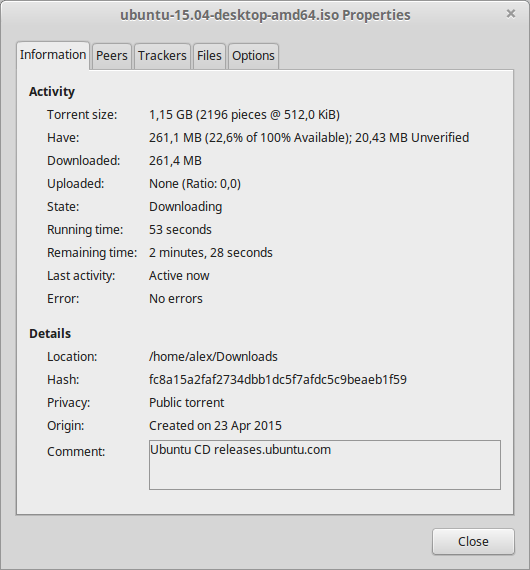 ubuntu-15.04-desktop-amd64.iso Properties
Information Peers Trackers Files Options
Activity
Torrent size: 1,15 GB (2196 pieces @ 512,0 KiB)
Have: 261,1 MB (22,6% of 100% Available); 20,43 MB Unverified
Downloaded: 261,4 MB
Uploaded: None (Ratio: 0,0)
State: Downloading
Running time: 53 seconds
Remaining time: 2 minutes, 28 seconds
Last activity: Active now
Error: No errors
Details
Location: /home/alex/Downloads
Hash: fc8a15a2faf2734dbb1dc5f7afdc5c9beaeb1f59
Privacy: Public torrent
Origin: Created on 23 Apr 2015
Comment: Ubuntu CD releases.ubuntu.com
Close